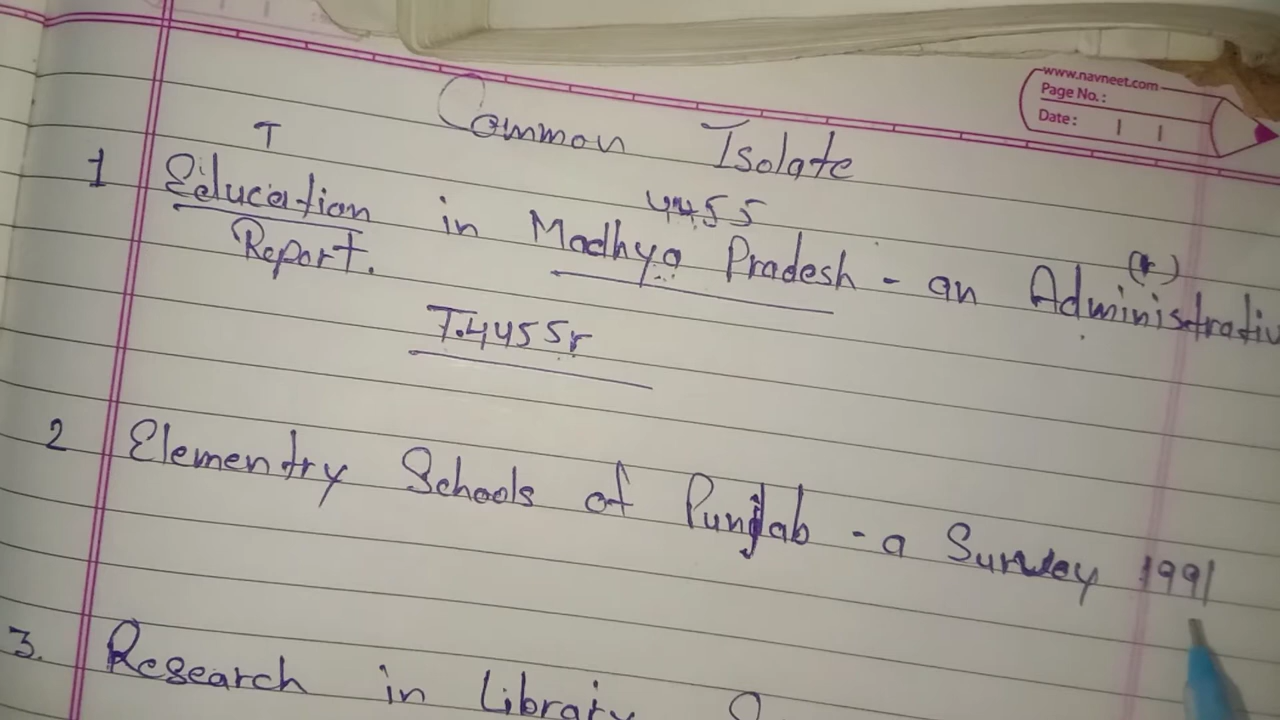 www.navneet.com
Page No.:
Date:
Common Isolate
T 4455 (r)
1 Education in Madhya Pradesh - an Administrativ
Report.
T.4455r
2 Elementry Schools of Punjab - a Survey 1991
3. Research in Library